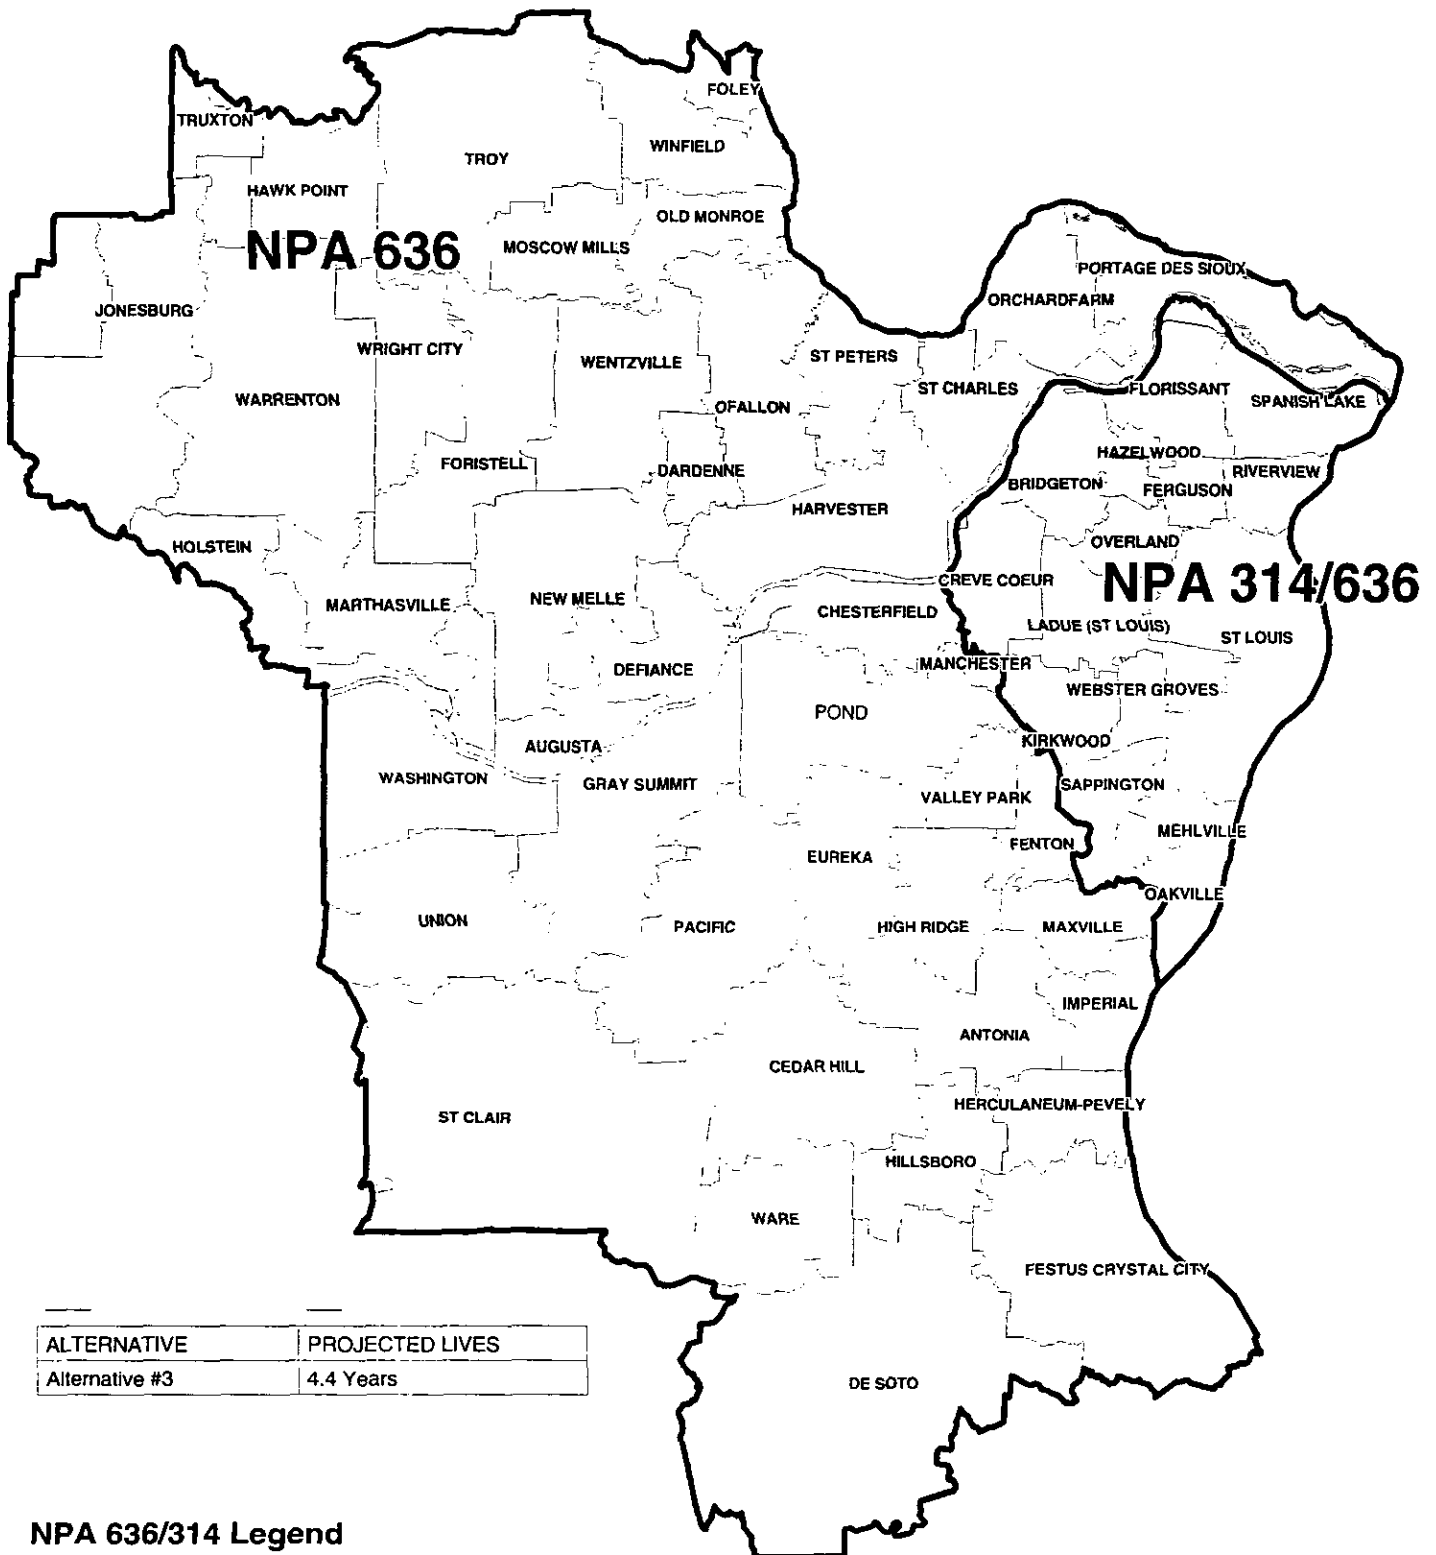 FOLEY
TRUXTON
WINFIELD
TROY
HAWK POINT
OLD MONROE
MOSCOW MILLS
NPA 636
PORTAGE DES SIOUX
ORCHARDFARM
JONESBURG
WRIGHT CITY
ST PETERS
WENTZVILLE
ST CHARLES
FLORISSANT
WARRENTON
SPANISH LAKE
OFALLON
HAZELWOOD
FORISTELL
DARDENNE
RIVERVIEW
BRIDGETON
FERGUSON
HARVESTER
OVERLAND
HOLSTEIN
CREVE COEUR
NPA 314/636
NEW MELLE
MARTHASVILLE
CHESTERFIELD
LADUE (ST LOUIS)
ST LOUIS
DEFIANCE
MANCHESTER
WEBSTER GROVES
POND
KIRKWOOD
AUGUSTA
WASHINGTON
GRAY SUMMIT
SAPPINGTON
VALLEY PARK
MEHLVILLE
FENTON
EUREKA
OAKVILLE
UNION
PACIFIC
HIGH RIDGE
MAXVILLE
IMPERIAL
ANTONIA
CEDAR HILL
HERCULANEUM-PEVELY
ST CLAIR
HILLSBORO
WARE
FESTUS CRYSTAL CITY
ALTERNATIVE PROJECTED LIVES
Alternative #3 4.4 Years
DE SOTO
NPA 636/314 Legend